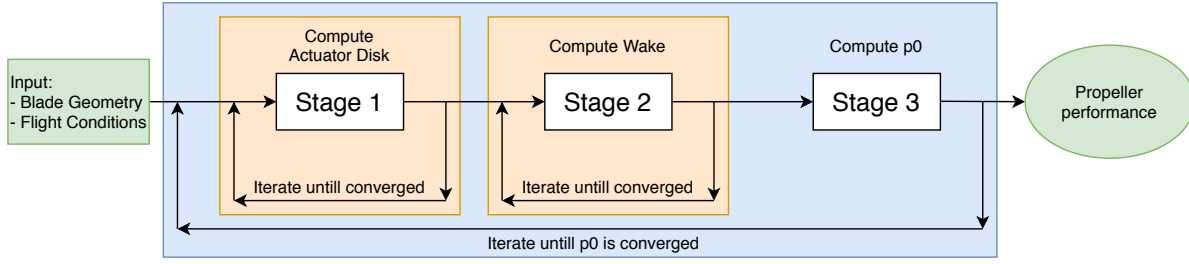 Input:
- Blade Geometry
- Flight Conditions
Compute
Actuator Disk
Stage 1
Iterate untill converged
Compute Wake
Stage 2
Iterate untill converged
Compute p0
Stage 3
Iterate untill p0 is converged
Propeller
performance